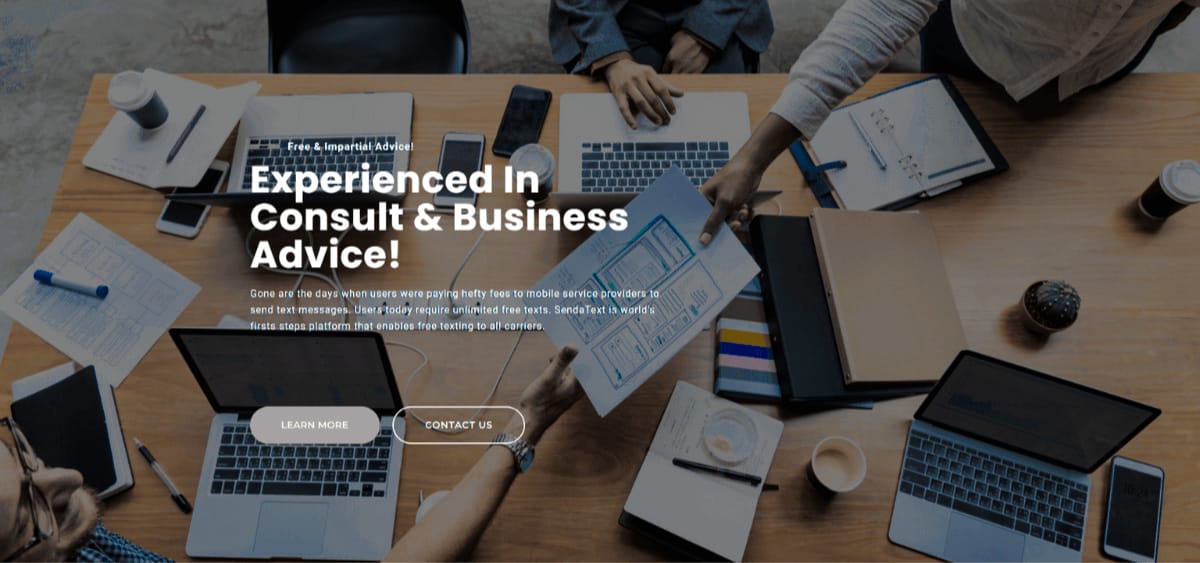 Free & Impartial Advice!
Experienced In
Consult & Business
Advice!
Gone are the days when users were paying hefty fees to mobile service providers to
send text messages. Users today require unlimited free texts. SendaText is world's
firsts steps platform that enables free texting to all carriers.
LEARN MORE
CONTACT US